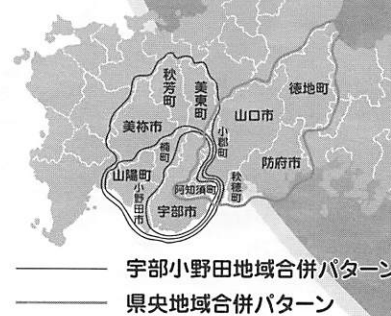 秋芳町
美東町
徳地町
山口市
美祢市
小郡町
防府市
楠町
山陽町
小野田市
阿知須町
秋穂町
宇部市
宇部小野田地域合併パターン
県央地域合併パターン